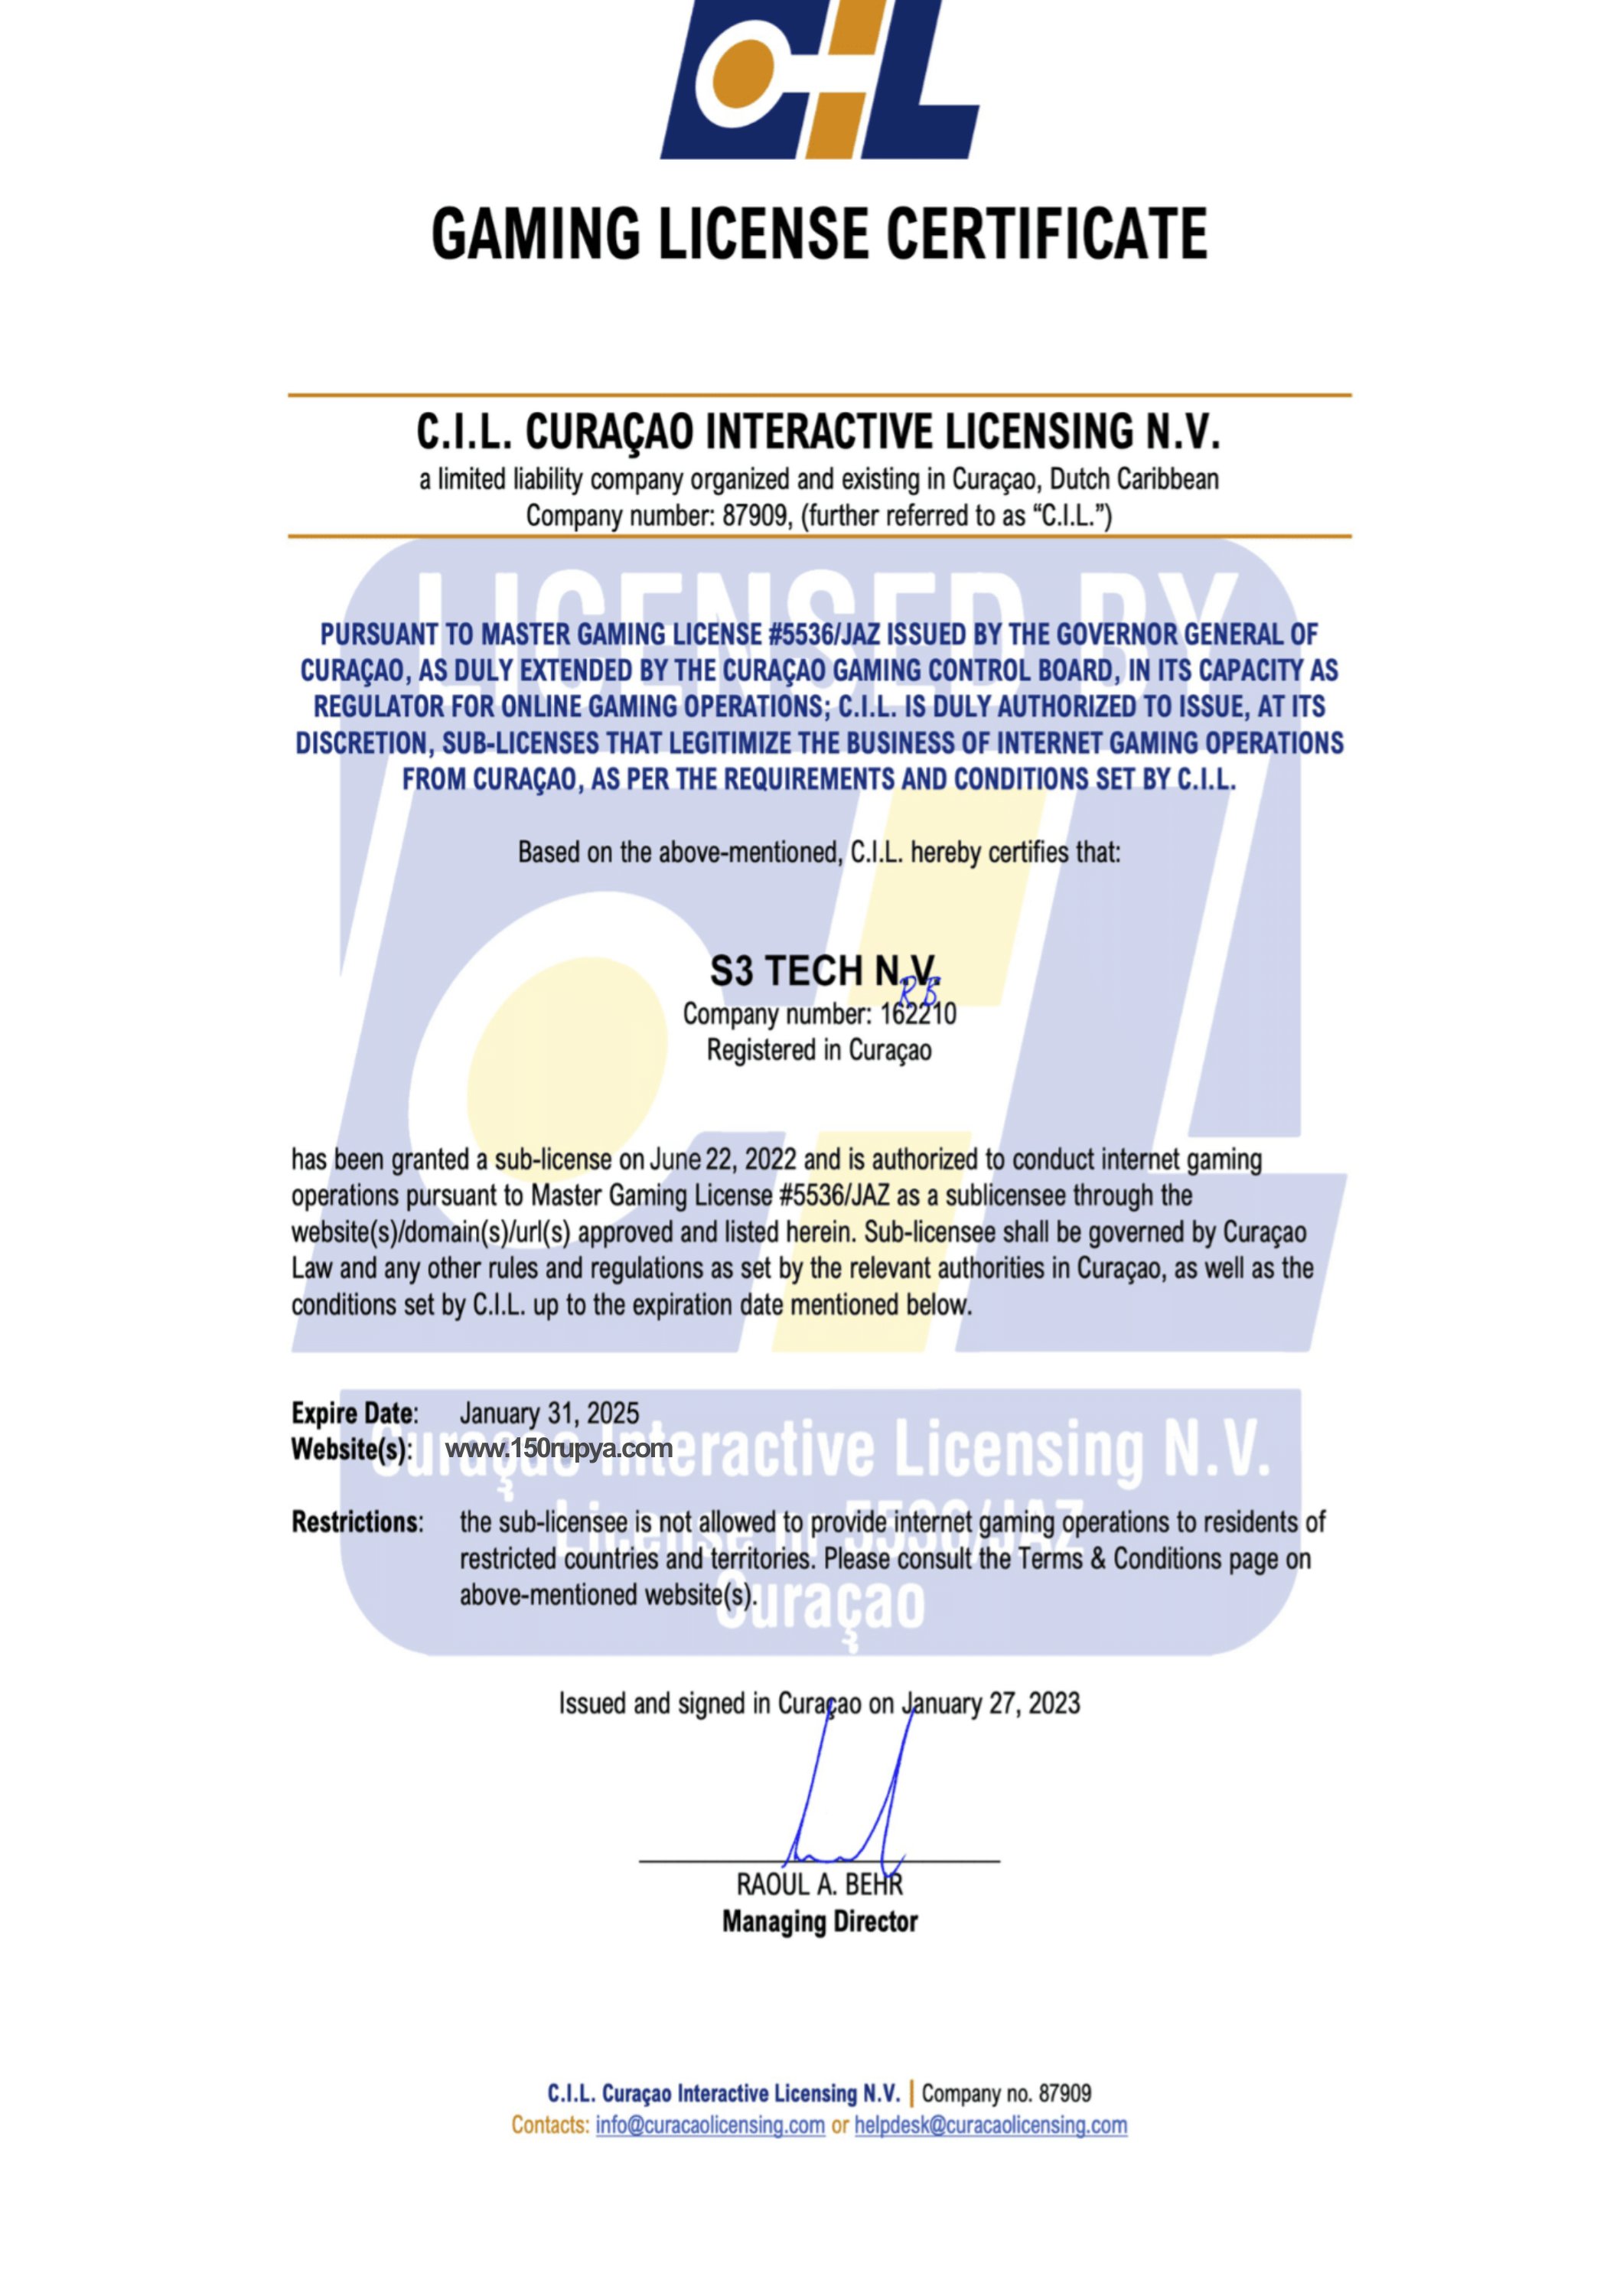 CIL
GAMING LICENSE CERTIFICATE
C.I.L. CURAÇAO INTERACTIVE LICENSING N.V.
a limited liability company organized and existing in Curaçao, Dutch Caribbean
Company number: 87909, (further referred to as “C.I.L.”)
LICENSED BY
PURSUANT TO MASTER GAMING LICENSE #5536/JAZ ISSUED BY THE GOVERNOR GENERAL OF
CURAÇAO, AS DULY EXTENDED BY THE CURAÇAO GAMING CONTROL BOARD, IN ITS CAPACITY AS
REGULATOR FOR ONLINE GAMING OPERATIONS; C.I.L. IS DULY AUTHORIZED TO ISSUE, AT ITS
DISCRETION, SUB-LICENSES THAT LEGITIMIZE THE BUSINESS OF INTERNET GAMING OPERATIONS
FROM CURAÇAO, AS PER THE REQUIREMENTS AND CONDITIONS SET BY C.I.L.
Based on the above-mentioned, C.I.L. hereby certifies that:
CIL
S3 TECH N.V.
RB
Company number: 162210
Registered in Curaçao
has been granted a sub-license on June 22, 2022 and is authorized to conduct internet gaming
operations pursuant to Master Gaming License #5536/JAZ as a sublicensee through the
website(s)/domain(s)/url(s) approved and listed herein. Sub-licensee shall be governed by Curaçao
Law and any other rules and regulations as set by the relevant authorities in Curaçao, as well as the
conditions set by C.I.L. up to the expiration date mentioned below.
Expire Date: January 31, 2025
Website(s): www.150rupya.com
Curaçao Interactive Licensing N.V.
License nr 5536/JAZ
Curaçao
Restrictions: the sub-licensee is not allowed to provide internet gaming operations to residents of
restricted countries and territories. Please consult the Terms & Conditions page on
above-mentioned website(s).
Issued and signed in Curaçao on January 27, 2023
RAOUL A. BEHR
Managing Director
C.I.L. Curaçao Interactive Licensing N.V. | Company no. 87909
Contacts: info@curacaolicensing.com or helpdesk@curacaolicensing.com